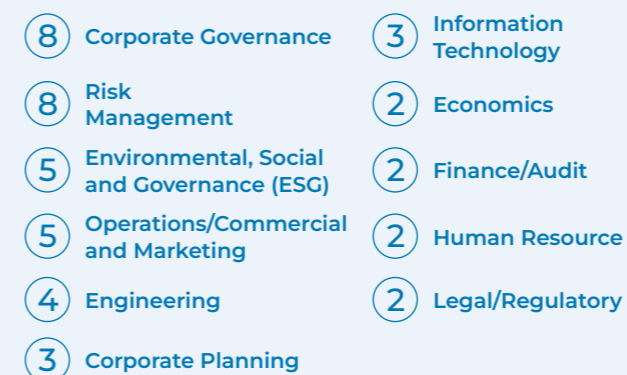 8 Corporate Governance
8 Risk
Management
5 Environmental, Social
and Governance (ESG)
5 Operations/Commercial
and Marketing
4 Engineering
3 Corporate Planning
3 Information
Technology
2 Economics
2 Finance/Audit
2 Human Resource
2 Legal/Regulatory